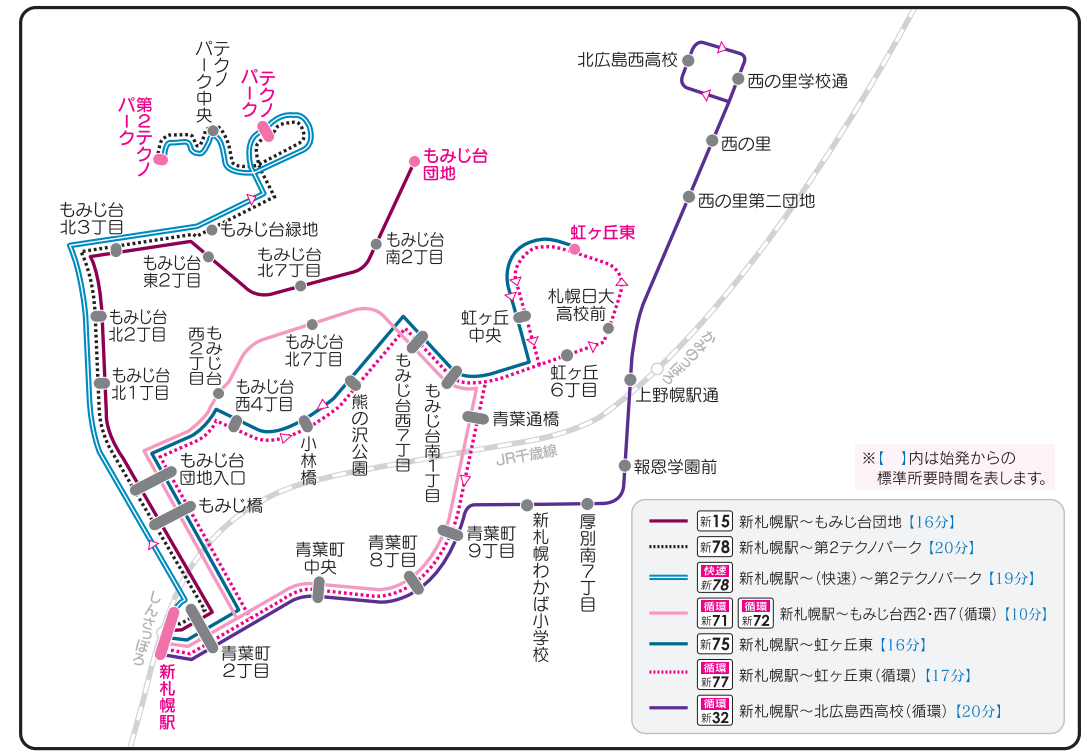 テクノ
パーク中央
テクノ
パーク
第2テクノ
パーク
もみじ台
団地
北広島西高校
西の里学校通
西の里
西の里第二団地
もみじ台
北3丁目
もみじ台緑地
もみじ台
東2丁目
もみじ台
北7丁目
もみじ台
南2丁目
虹ヶ丘東
札幌日大
高校前
虹ヶ丘
中央
虹ヶ丘
6丁目
もみじ台
北2丁目
もみじ台
西2丁目
もみじ台
北7丁目
もみじ台
北1丁目
もみじ台
西4丁目
小林橋
熊の沢公園
もみじ台西7丁目
もみじ台南1丁目
青葉通橋
かみのっぽろ
上野幌駅通
JR千歳線
報恩学園前
もみじ台
団地入口
もみじ橋
青葉町
中央
青葉町
8丁目
青葉町
9丁目
新札幌わかば小学校
厚別南7丁目
しんさっぽろ
新札幌駅
青葉町
2丁目
※【　】内は始発からの
標準所要時間を表します。
新15 新札幌駅～もみじ台団地【16分】
新78 新札幌駅～第2テクノパーク【20分】
快速
新78 新札幌駅～(快速)～第2テクノパーク【19分】
循環 循環
新71 新72 新札幌駅～もみじ台西2・西7(循環)【10分】
新75 新札幌駅～虹ヶ丘東【16分】
循環
新77 新札幌駅～虹ヶ丘東(循環)【17分】
循環
新32 新札幌駅～北広島西高校(循環)【20分】